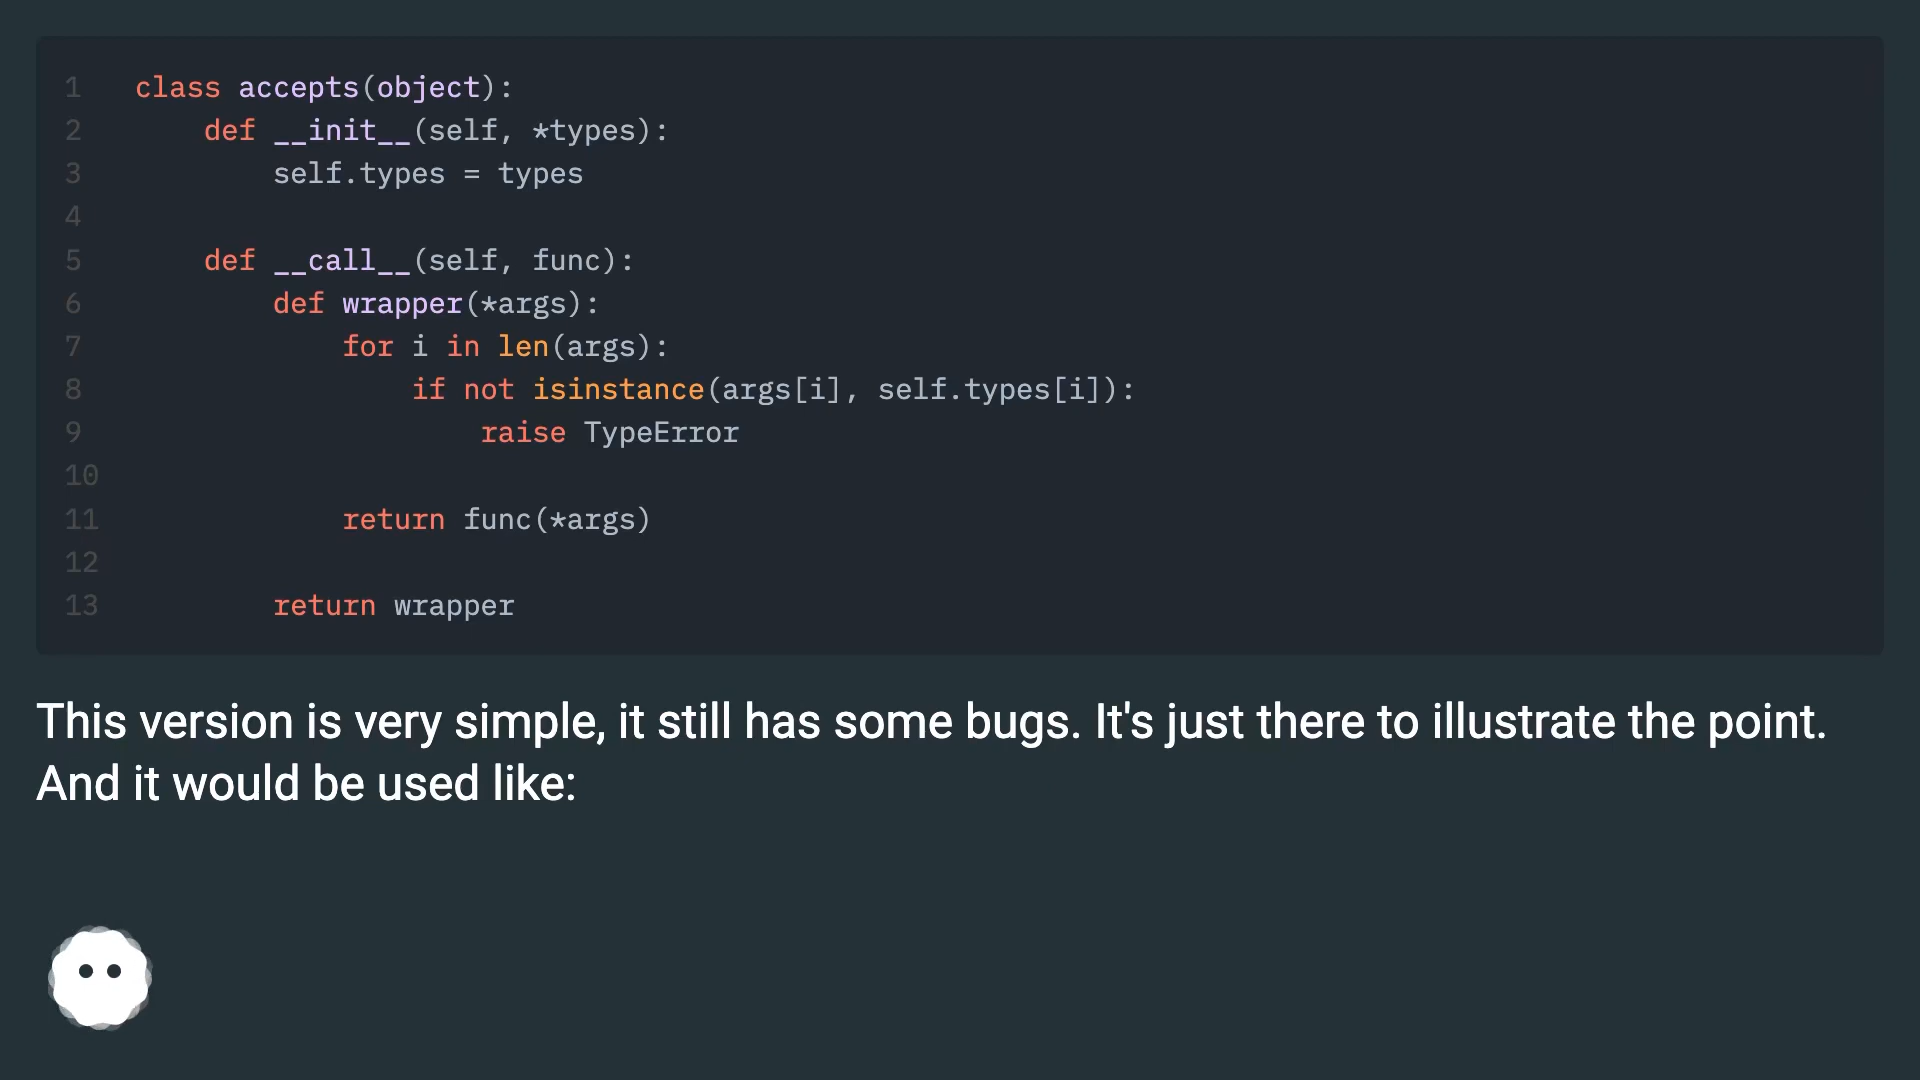 1 class accepts(object):
2     def __init__(self, *types):
3         self.types = types
4
5     def __call__(self, func):
6         def wrapper(*args):
7             for i in len(args):
8                 if not isinstance(args[i], self.types[i]):
9                     raise TypeError
10
11             return func(*args)
12
13         return wrapper
This version is very simple, it still has some bugs. It's just there to illustrate the point.
And it would be used like: